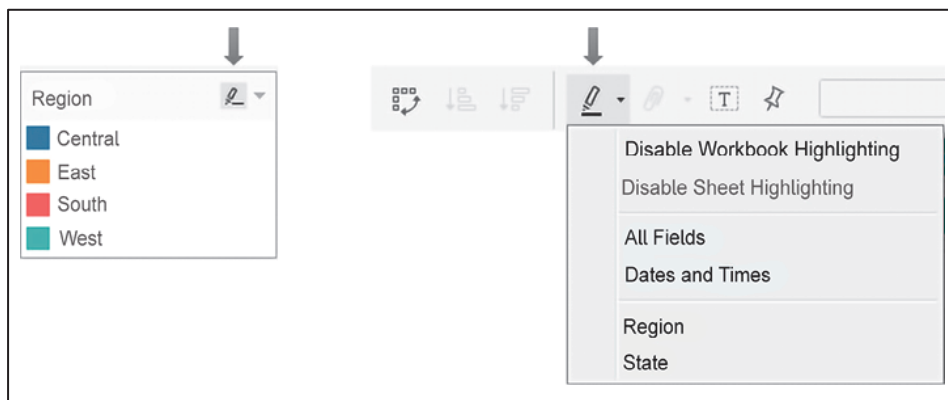 Region
Central
East
South
West
T
Disable Workbook Highlighting
Disable Sheet Highlighting
All Fields
Dates and Times
Region
State